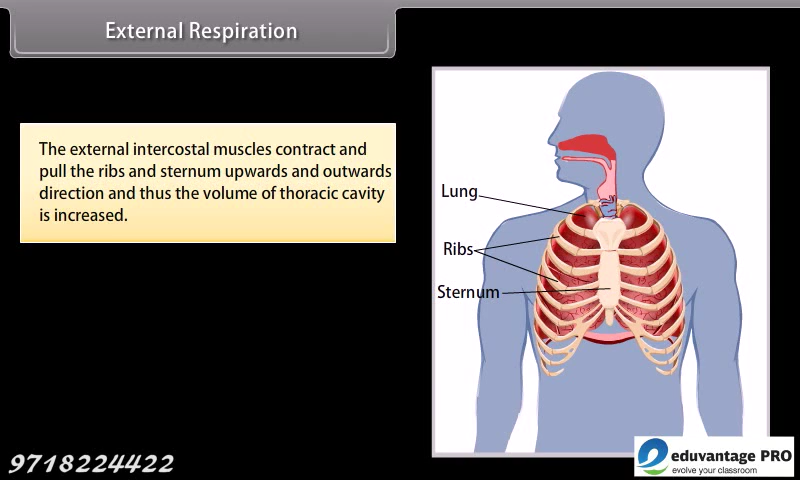 External Respiration
The external intercostal muscles contract and
pull the ribs and sternum upwards and outwards
direction and thus the volume of thoracic cavity
is increased.
Lung
Ribs
Sternum
9718224422
eduvantage PRO
evolve your classroom